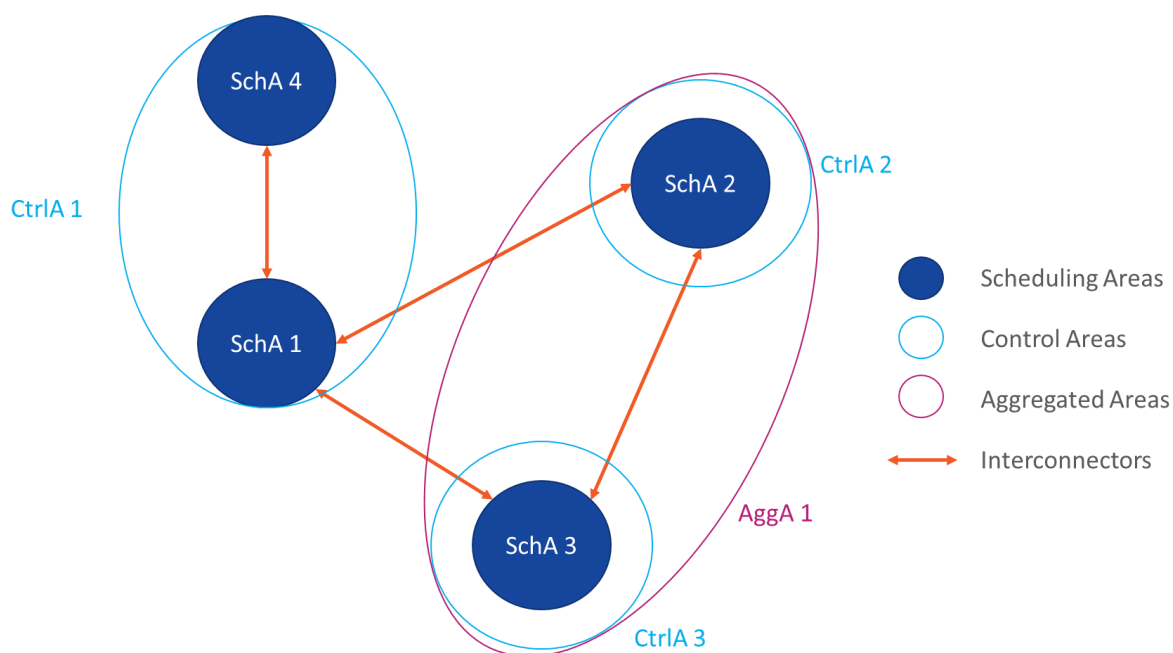 SchA 4
SchA 2
CtrlA 2
CtrlA 1
SchA 1
SchA 3
AggA 1
CtrlA 3
Scheduling Areas
Control Areas
Aggregated Areas
Interconnectors